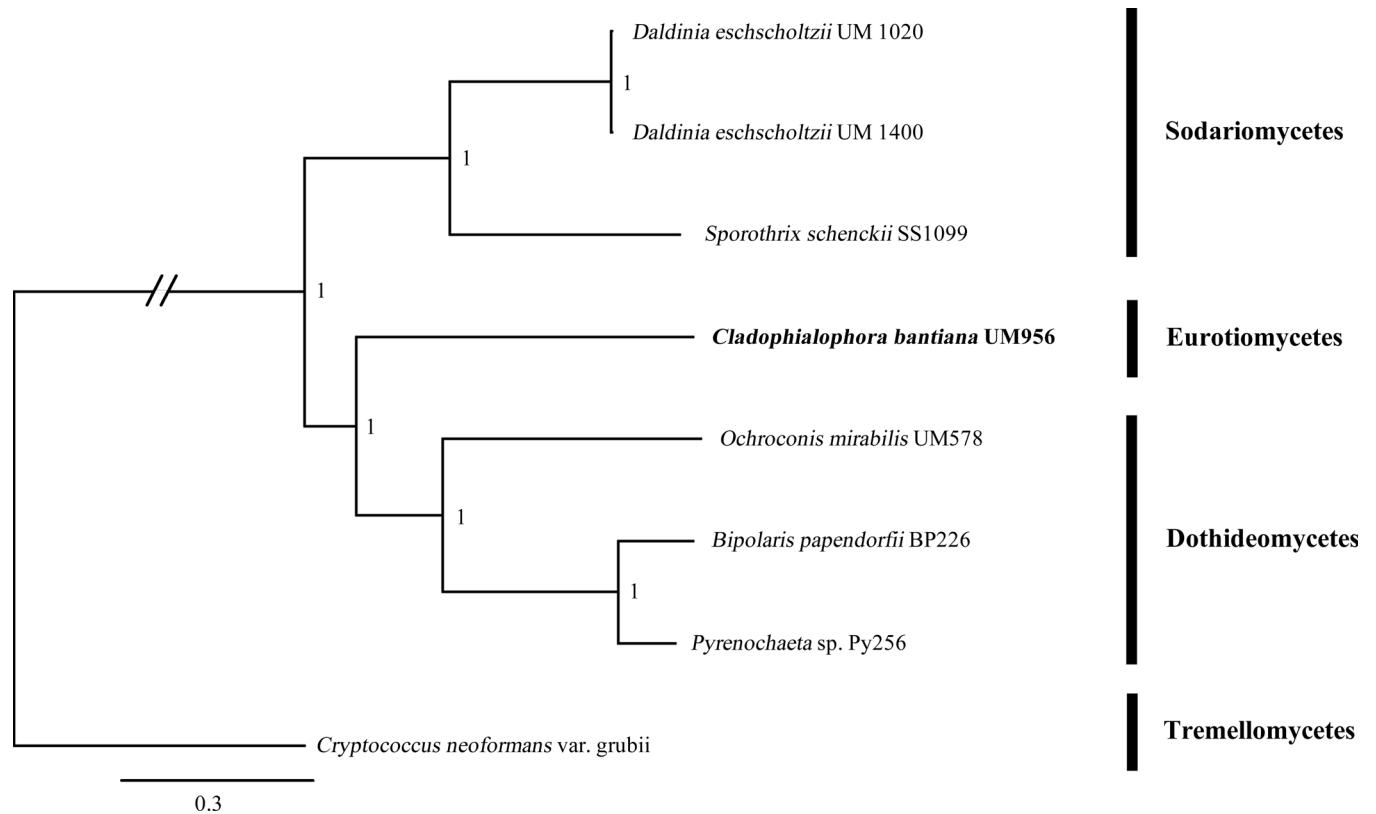 Daldinia eschscholtzii UM 1020
1
Daldinia eschscholtzii UM 1400
Sodariomycetes
1
Sporothrix schenckii SS1099
1
Cladophialophora bantiana UM956
Eurotiomycetes
1
Ochroconis mirabilis UM578
1
Bipolaris papendorfii BP226
Dothideomycetes
1
Pyrenochaeta sp. Py256
Tremellomycetes
Cryptococcus neoformans var. grubii
0.3